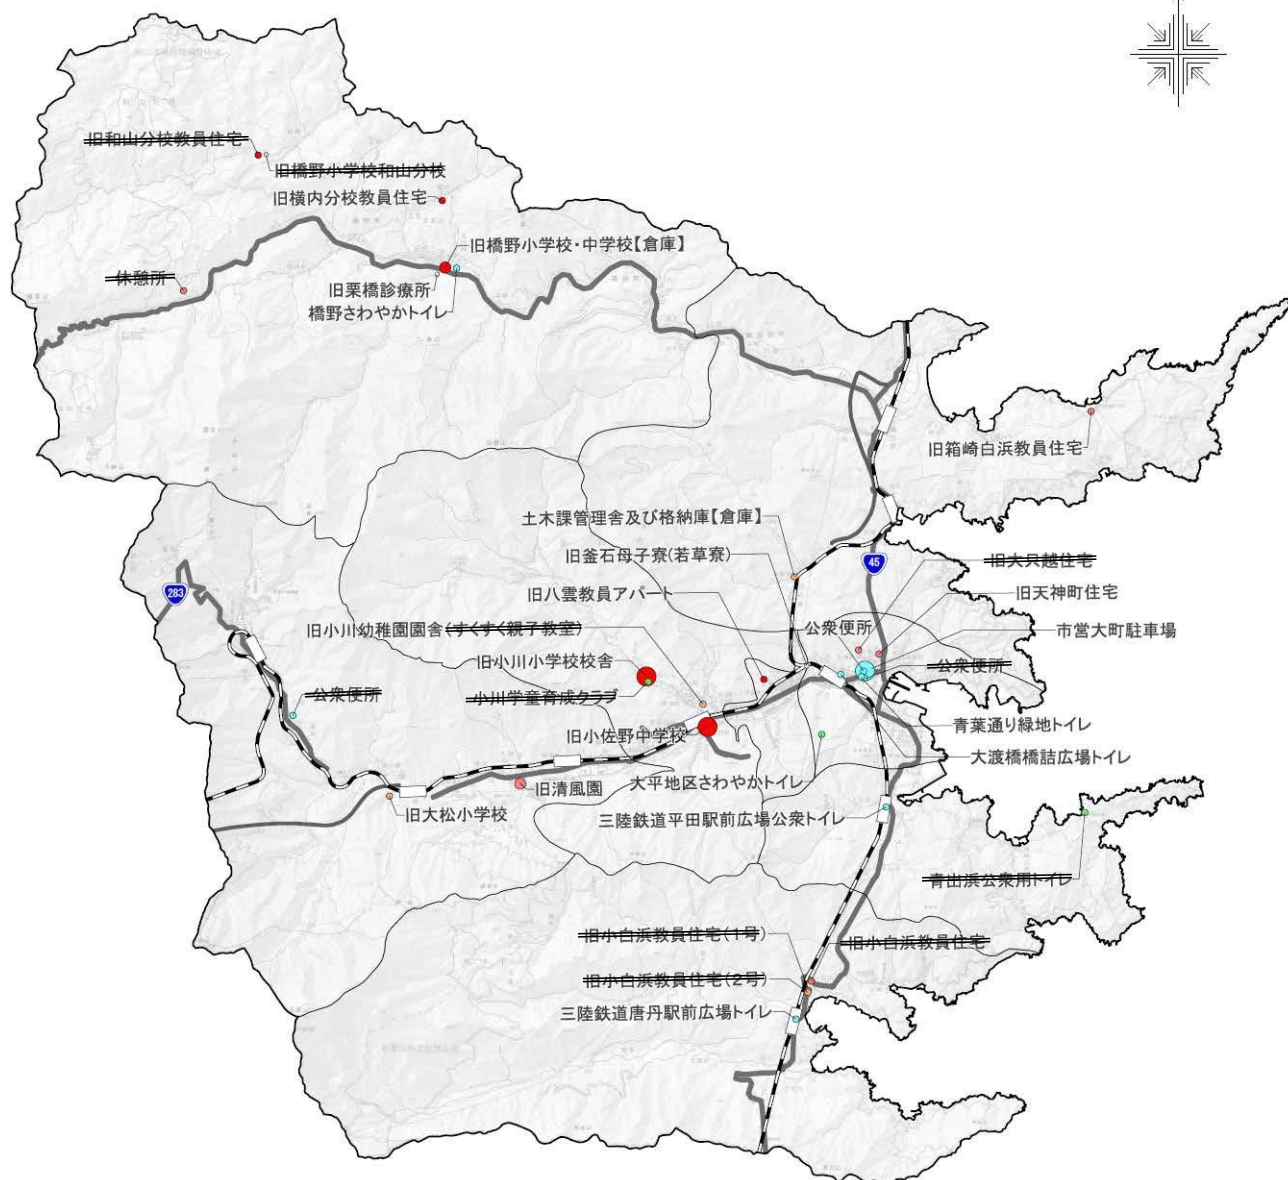 旧和山分校教員住宅
旧橋野小学校和山分校
旧横内分校教員住宅
旧橋野小学校・中学校【倉庫】
休憩所
旧栗橋診療所
橋野さわやかトイレ
旧箱崎白浜教員住宅
土木課管理舎及び格納庫【倉庫】
旧釜石母子寮(若草寮)
45
旧大只越住宅
283
旧八雲教員アパート
旧天神町住宅
旧小川幼稚園園舎(すくすく親子教室)
公衆便所
市営大町駐車場
旧小川小学校校舎
公衆便所
小川学童育成クラブ
公衆便所
青葉通り緑地トイレ
旧小佐野中学校
大渡橋橋詰広場トイレ
大平地区さわやかトイレ
旧清風園
旧大松小学校
三陸鉄道平田駅前広場公衆トイレ
青出浜公衆用トイレ
旧小白浜教員住宅(1号)
旧小白浜教員住宅
旧小白浜教員住宅(2号)
三陸鉄道唐丹駅前広場トイレ